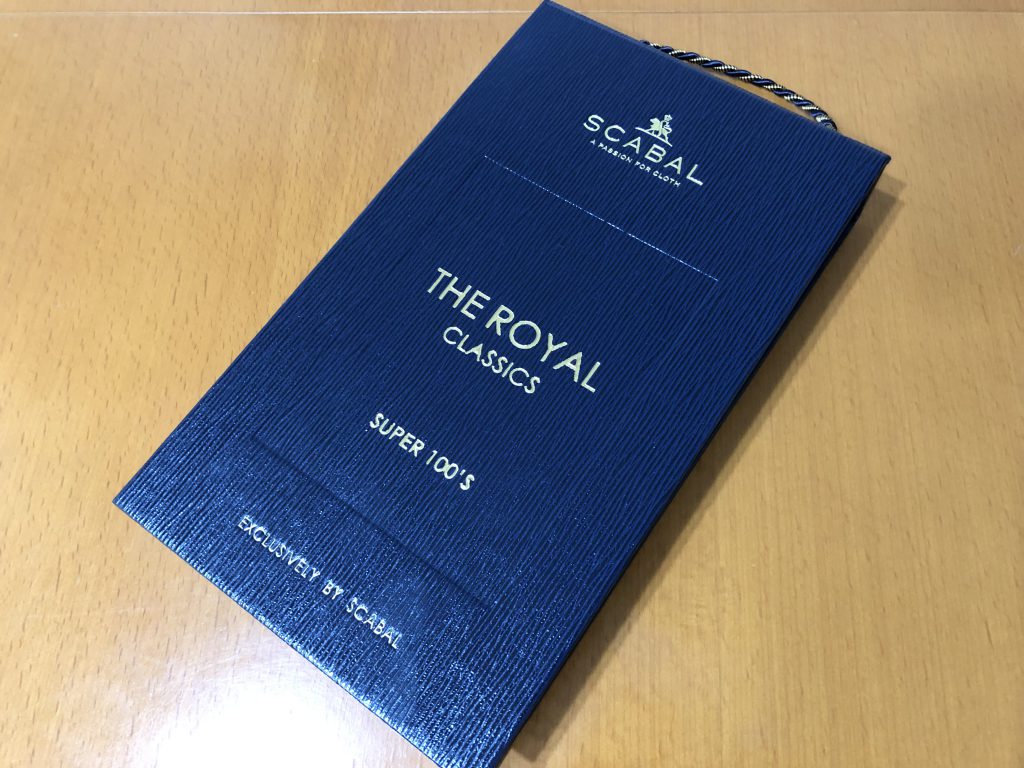 SCABAL
A PASSION FOR CLOTH
THE ROYAL
CLASSICS
SUPER 100'S
EXCLUSIVELY BY SCABAL